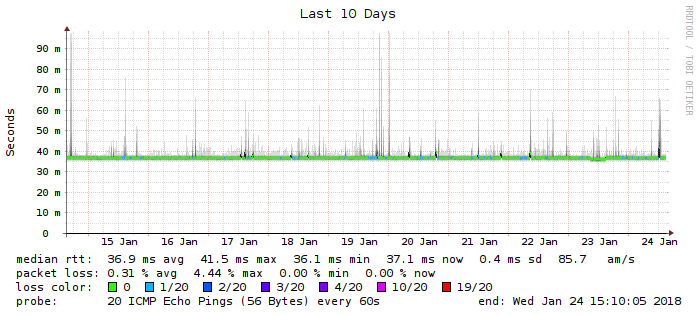 Last 10 Days
RRDTOOL / TOBI OETIKER
Seconds
90 m
80 m
70 m
60 m
50 m
40 m
30 m
20 m
10 m
0
15 Jan 16 Jan 17 Jan 18 Jan 19 Jan 20 Jan 21 Jan 22 Jan 23 Jan 24 Jan
median rtt: 36.9 ms avg 41.5 ms max 36.1 ms min 37.1 ms now 0.4 ms sd 85.7 am/s
packet loss: 0.31 % avg 4.44 % max 0.00 % min 0.00 % now
loss color: 0 1/20 2/20 3/20 4/20 10/20 19/20
probe: 20 ICMP Echo Pings (56 Bytes) every 60s end: Wed Jan 24 15:10:05 2018